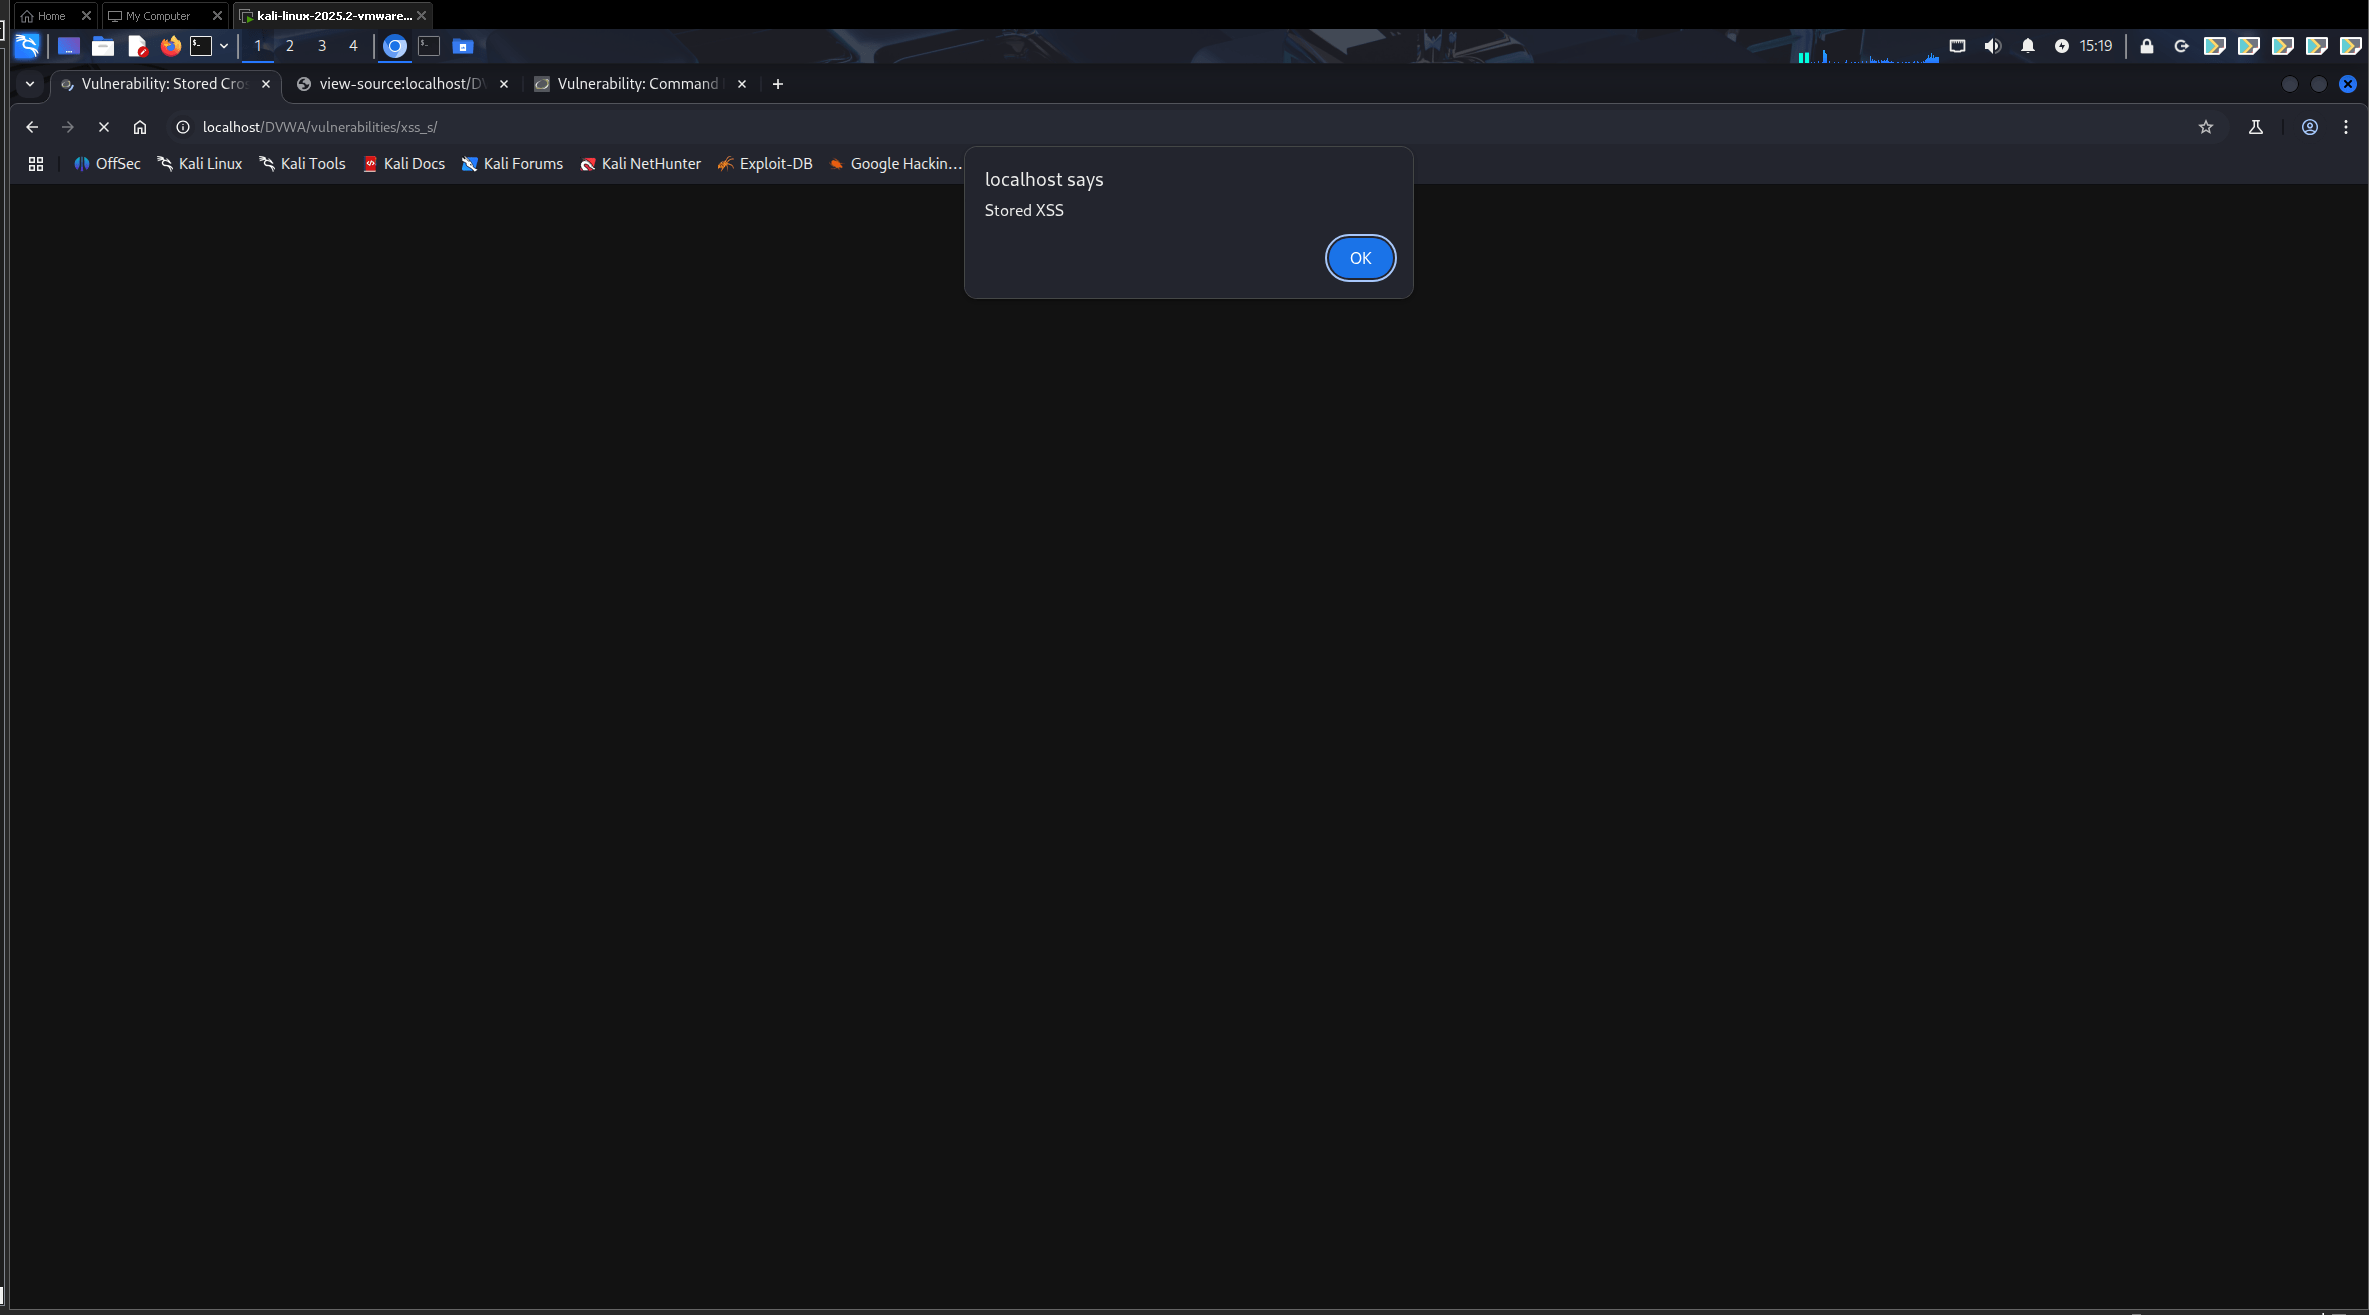 Home
My Computer
kali-linux-2025.2-vmware...
1 2 3 4
15:19
Vulnerability: Stored Cro
view-source:localhost/D
Vulnerability: Command
localhost/DVWA/vulnerabilities/xss_s/
OffSec
Kali Linux
Kali Tools
Kali Docs
Kali Forums
Kali NetHunter
Exploit-DB
Google Hackin...
localhost says
Stored XSS
OK